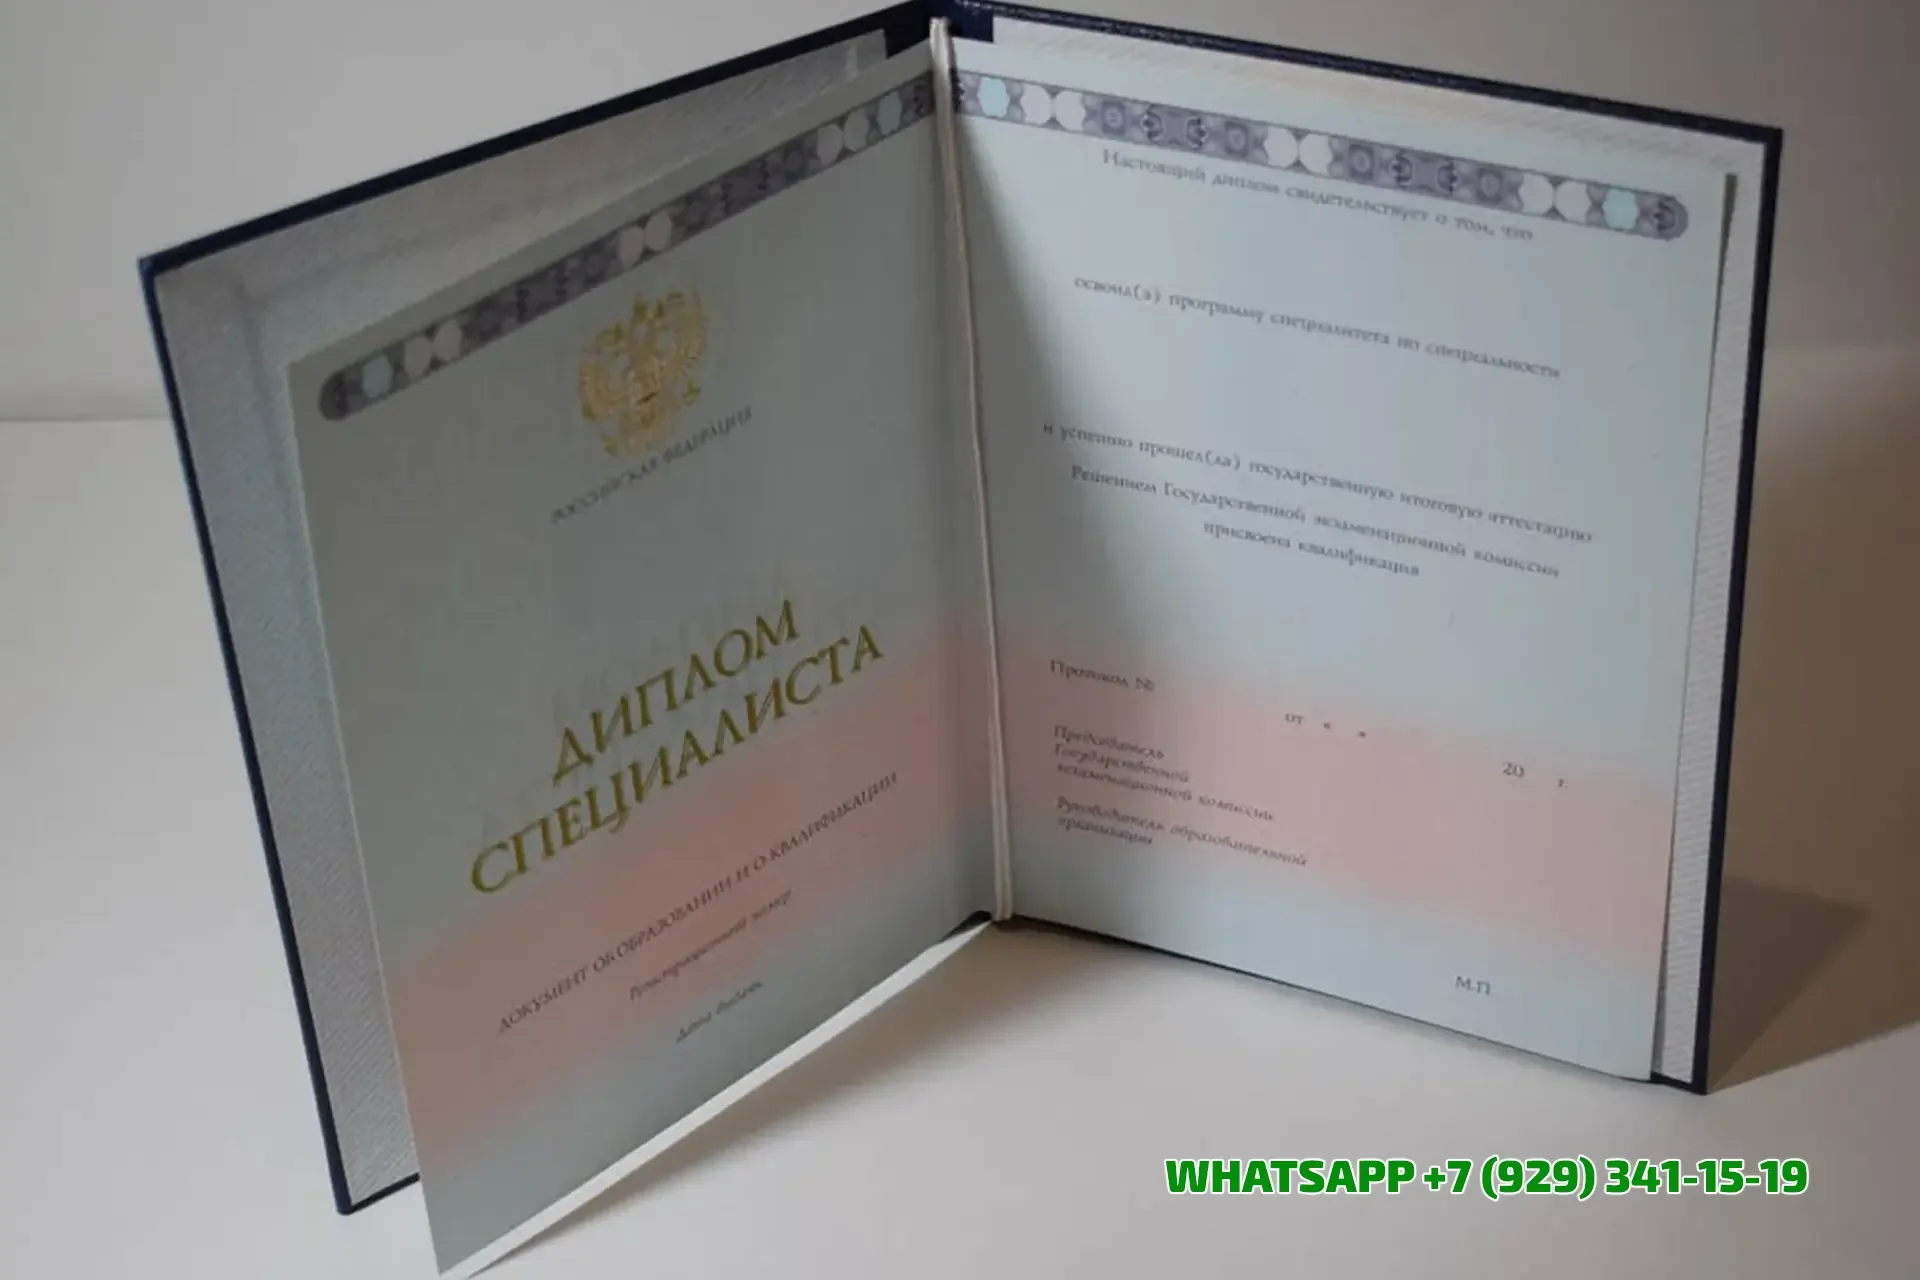 РОССИЙСКАЯ ФЕДЕРАЦИЯ
ДИПЛОМ
СПЕЦИАЛИСТА
ДОКУМЕНТ ОБ ОБРАЗОВАНИИ И О КВАЛИФИКАЦИИ
Регистрационный номер
Дата выдачи
Настоящий диплом свидетельствует о том, что
освоил(а) программу специалитета по специальности
и успешно прошел(ла) государственную итоговую аттестацию
Решением Государственной экзаменационной комиссии
присвоена квалификация
Протокол №
от « » 20 г.
Председатель
Государственной
экзаменационной комиссии
Руководитель образовательной
организации
М.П.
WHATSAPP +7 (929) 341-15-19